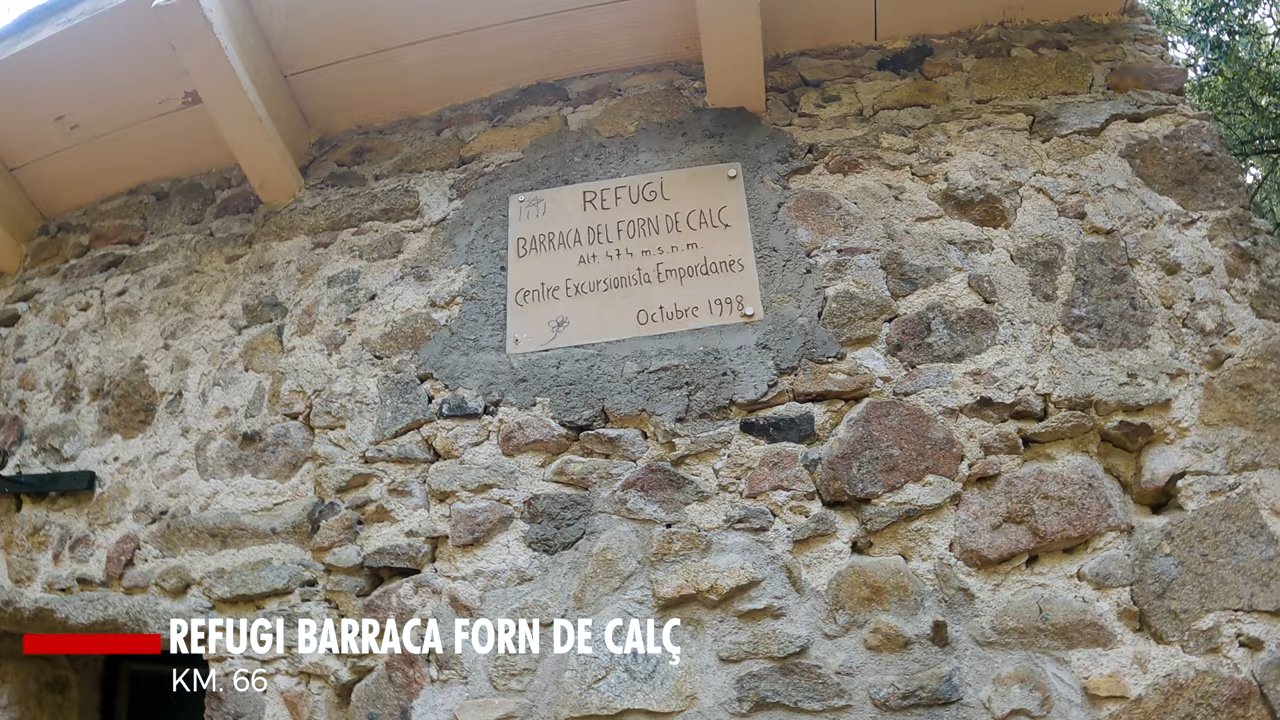 REFUGI
BARRACA DEL FORN DE CALÇ
Alt. 474 m.s.n.m.
Centre Excursionista Empordanès
Octubre 1998
REFUGI BARRACA FORN DE CALÇ
KM. 66